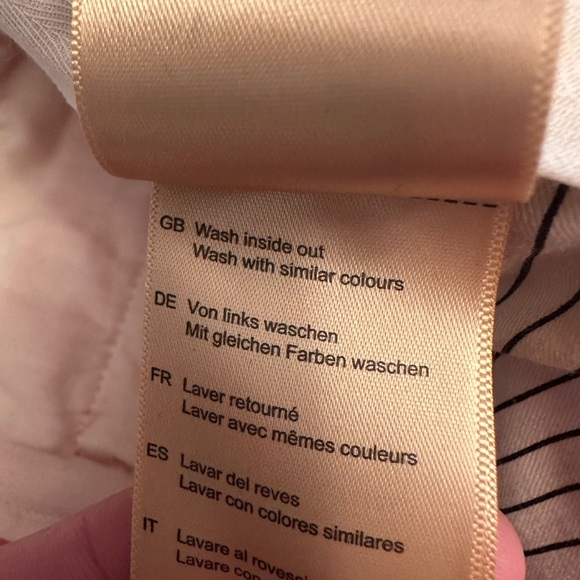 GB Wash inside out
Wash with similar colours
DE Von links waschen
Mit gleichen Farben waschen
FR Laver retourné
Laver avec mêmes couleurs
ES Lavar del reves
Lavar con colores similares
IT Lavare al
Lavare